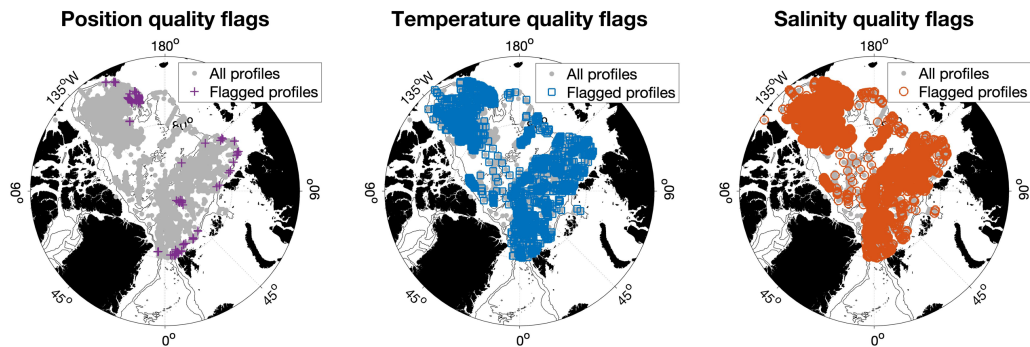 Position quality flags
180°
135°W
All profiles
Flagged profiles
80°
90°
90°
45°
45°
0°
Temperature quality flags
180°
135°W
All profiles
Flagged profiles
90°
90°
45°
45°
0°
Salinity quality flags
180°
135°W
All profiles
Flagged profiles
90°
90°
45°
45°
0°